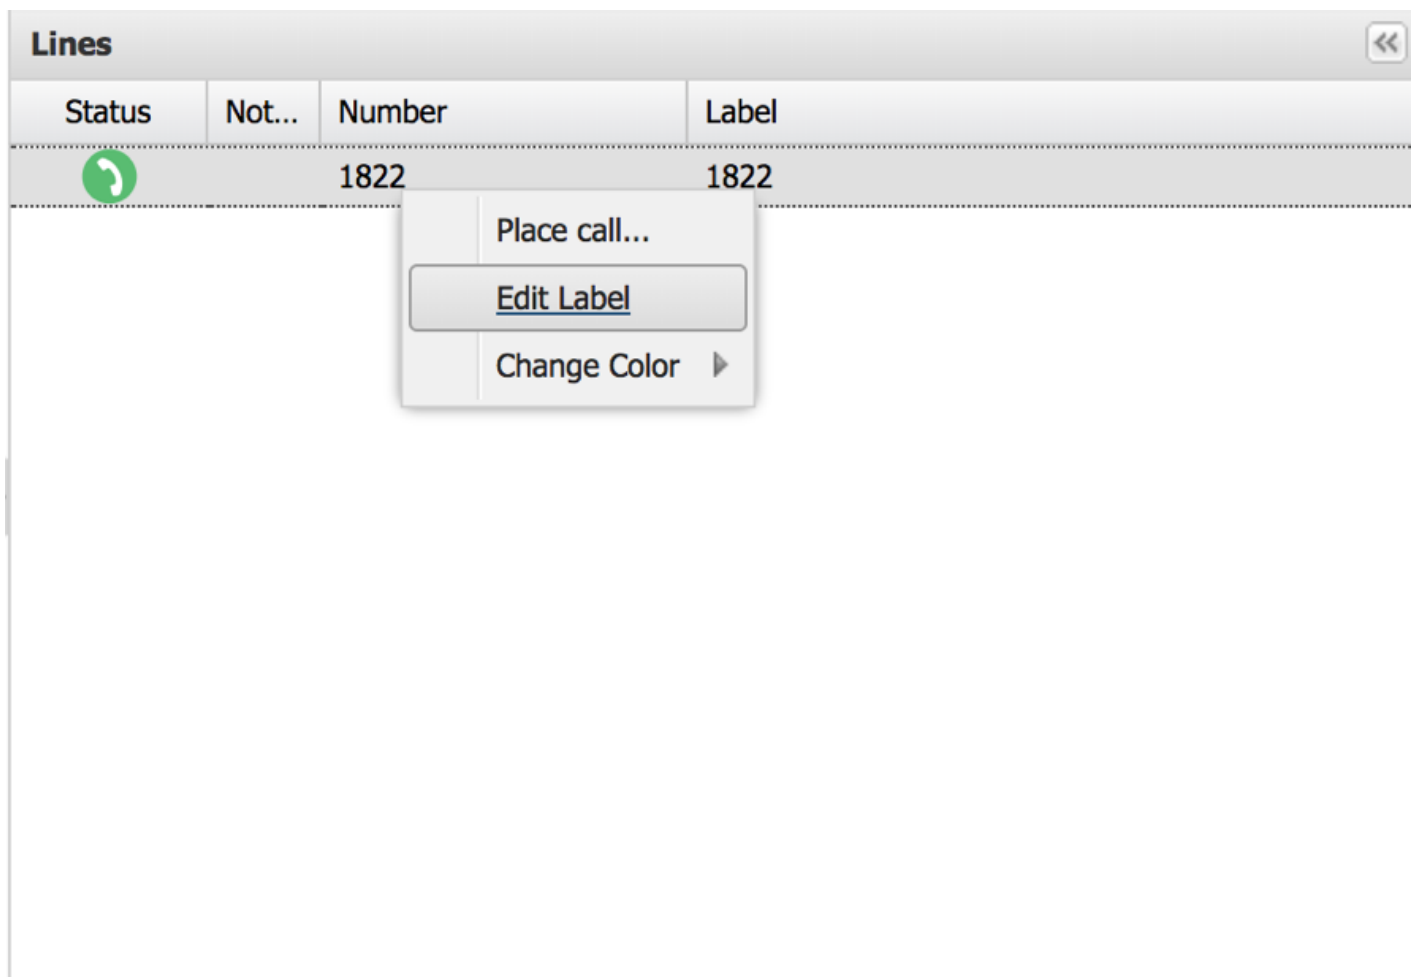 Lines
Status Not... Number Label
1822 1822
Place call...
Edit Label
Change Color